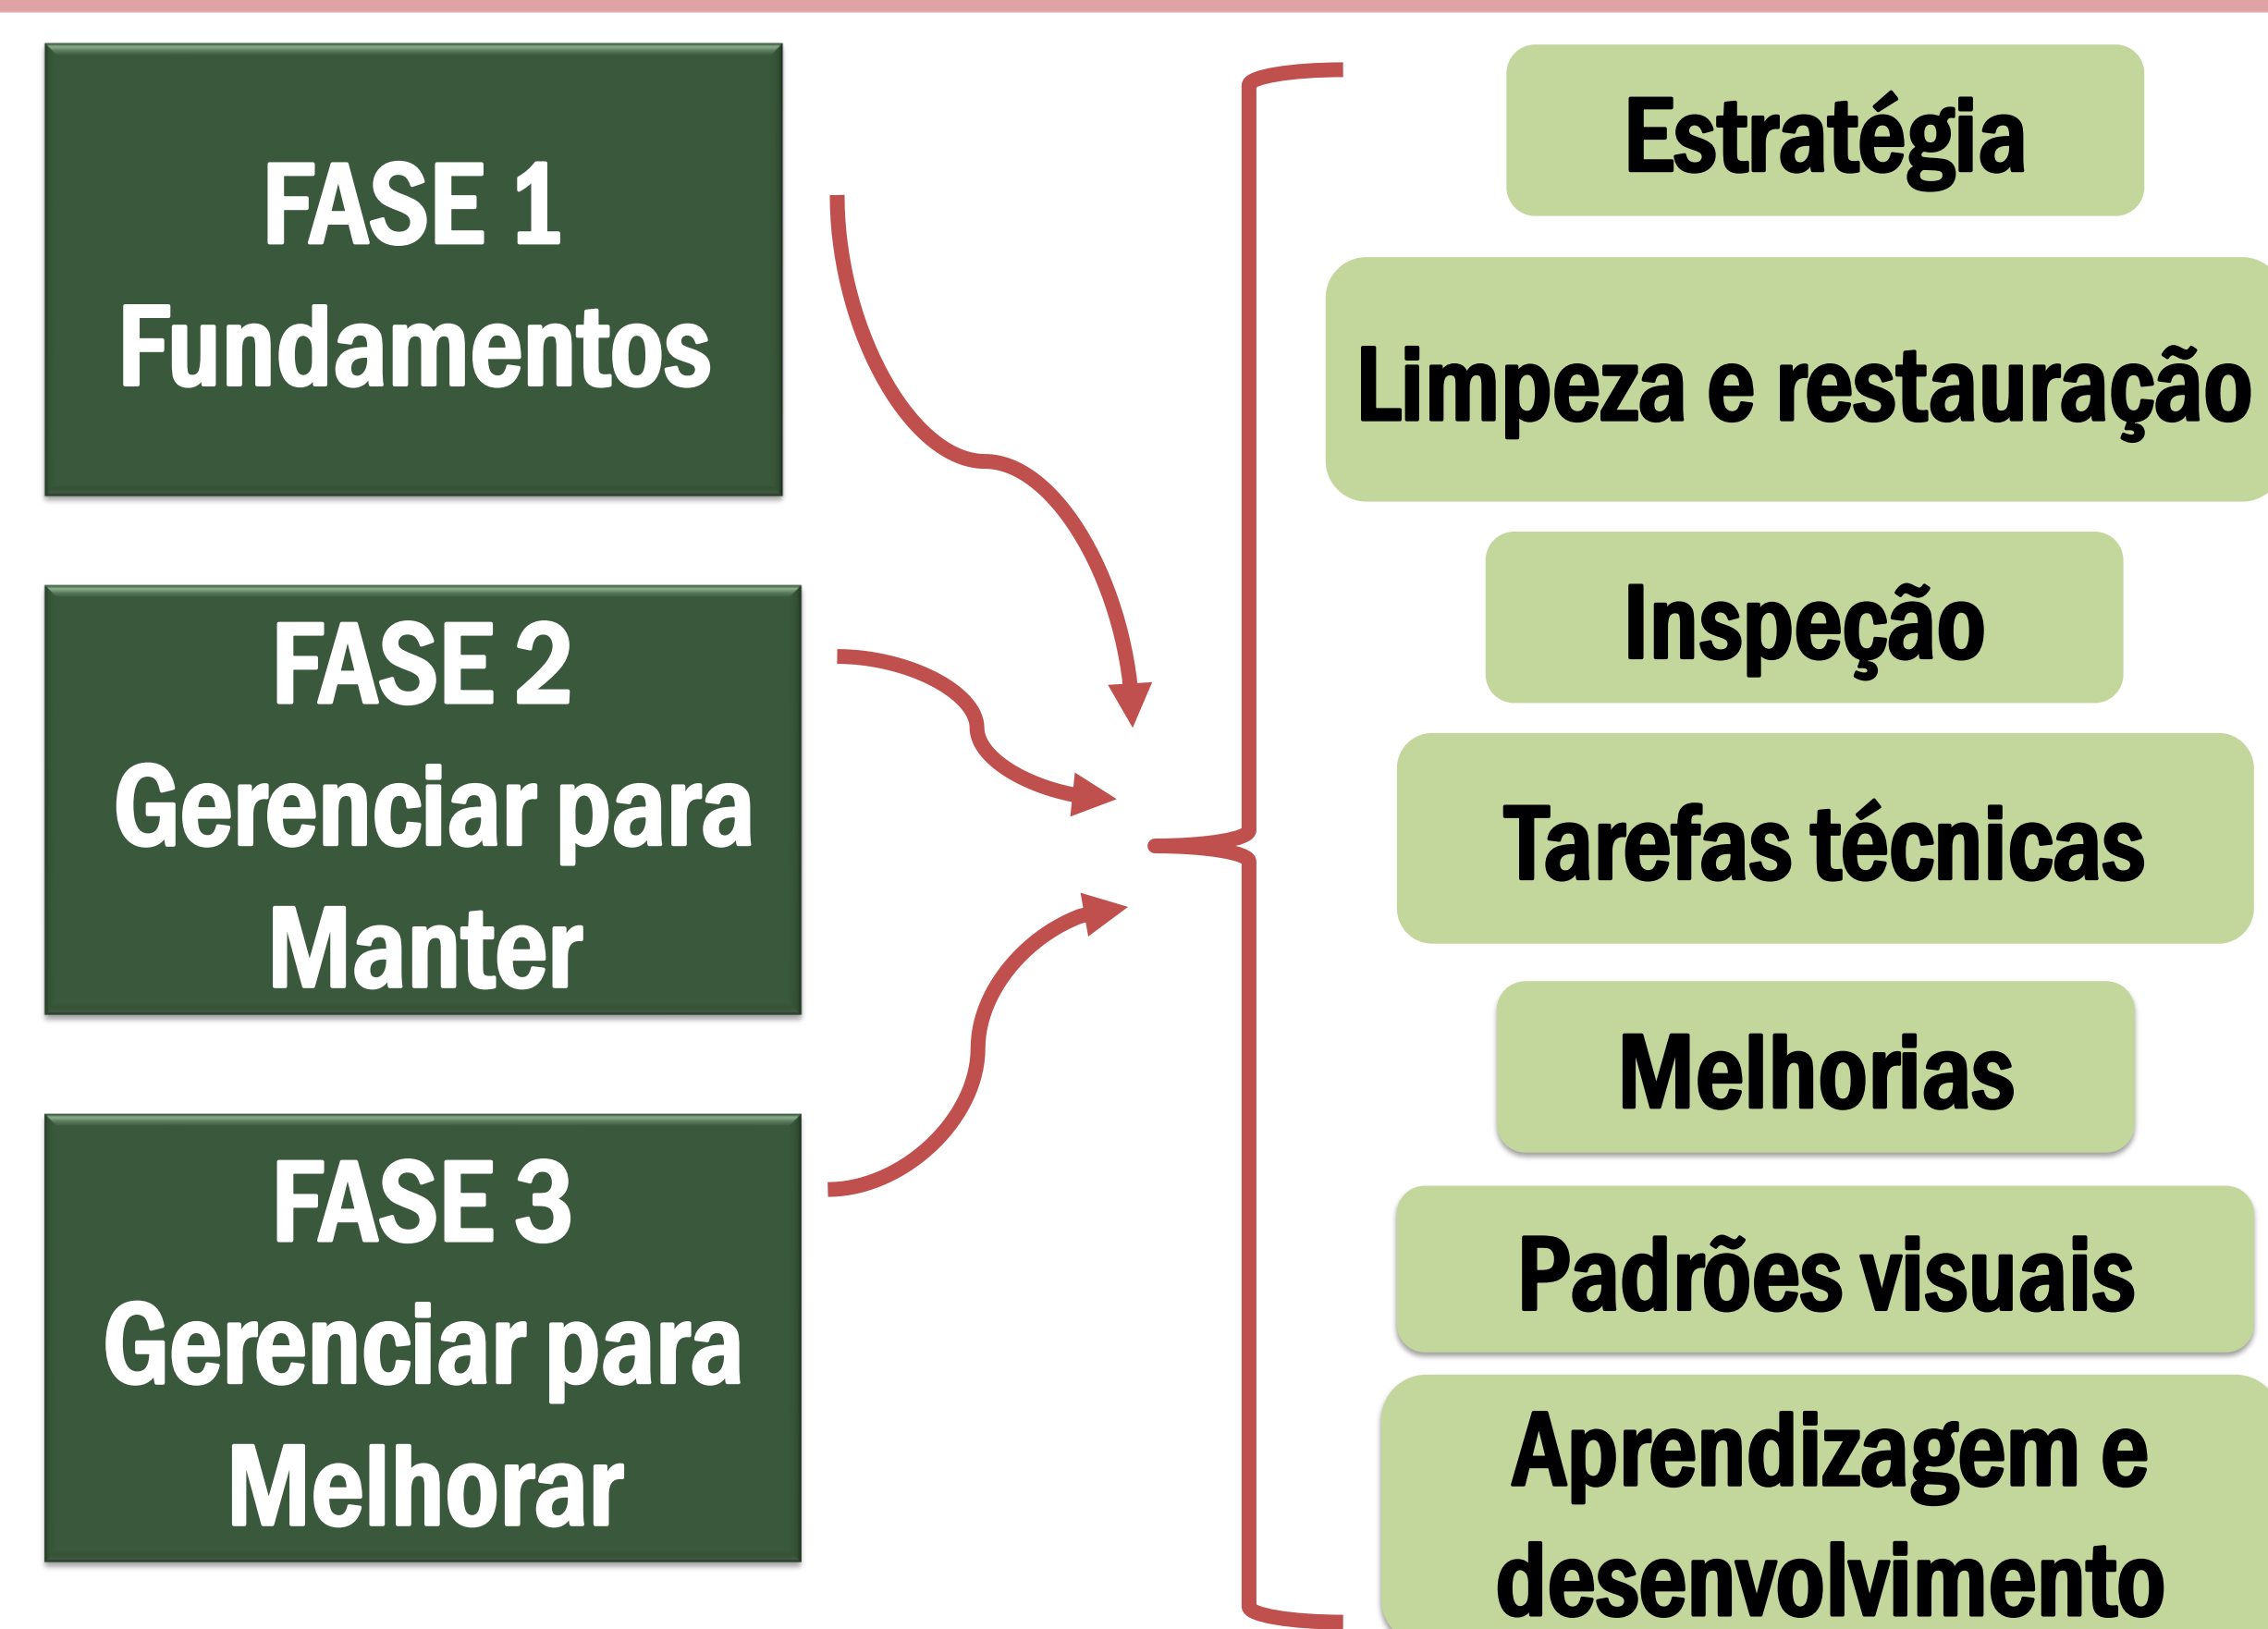 FASE 1
Fundamentos
FASE 2
Gerenciar para
Manter
FASE 3
Gerenciar para
Melhorar
Estratégia
Limpeza e restauração
Inspeção
Tarefas técnicas
Melhorias
Padrões visuais
Aprendizagem e
desenvolvimento